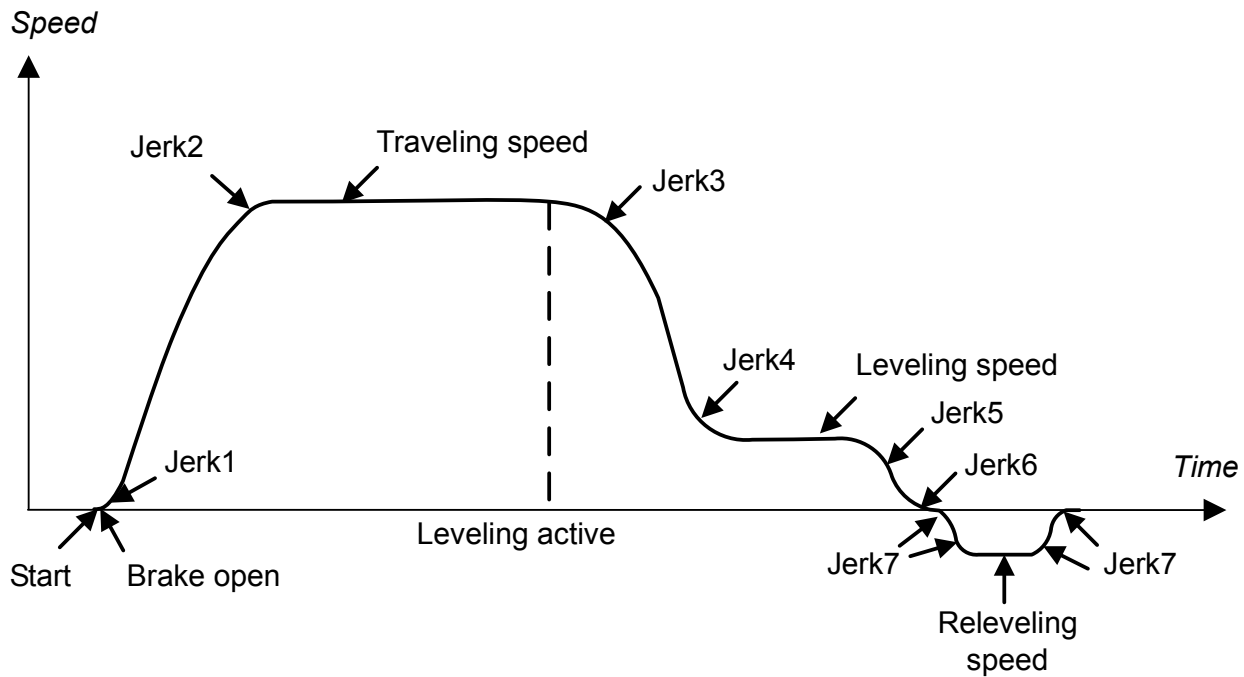 Speed
Jerk2
Traveling speed
Jerk3
Jerk4
Leveling speed
Jerk5
Jerk1
Jerk6
Time
Leveling active
Start
Brake open
Jerk7
Jerk7
Releveling
speed